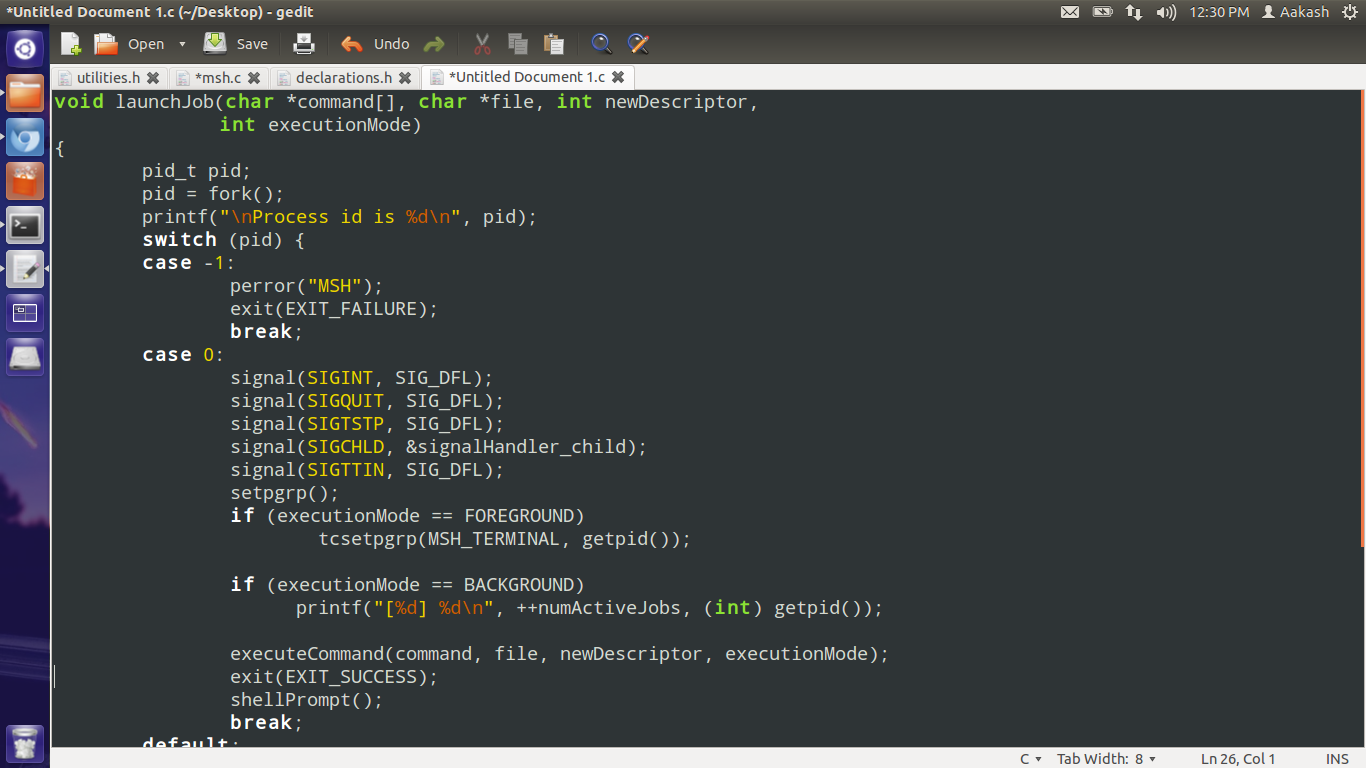 *Untitled Document 1.c (~/Desktop) - gedit 12:30 PM Aakash
Open Save Undo
utilities.h *msh.c declarations.h *Untitled Document 1.c
void launchJob(char *command[], char *file, int newDescriptor,
int executionMode)
{
pid_t pid;
pid = fork();
printf("\nProcess id is %d\n", pid);
switch (pid) {
case -1:
perror("MSH");
exit(EXIT_FAILURE);
break;
case 0:
signal(SIGINT, SIG_DFL);
signal(SIGQUIT, SIG_DFL);
signal(SIGTSTP, SIG_DFL);
signal(SIGCHLD, &signalHandler_child);
signal(SIGTTIN, SIG_DFL);
setpgrp();
if (executionMode == FOREGROUND)
tcsetpgrp(MSH_TERMINAL, getpid());
if (executionMode == BACKGROUND)
printf("[%d] %d\n", ++numActiveJobs, (int) getpid());
executeCommand(command, file, newDescriptor, executionMode);
exit(EXIT_SUCCESS);
shellPrompt();
break;
default:
C Tab Width: 8 Ln 26, Col 1 INS